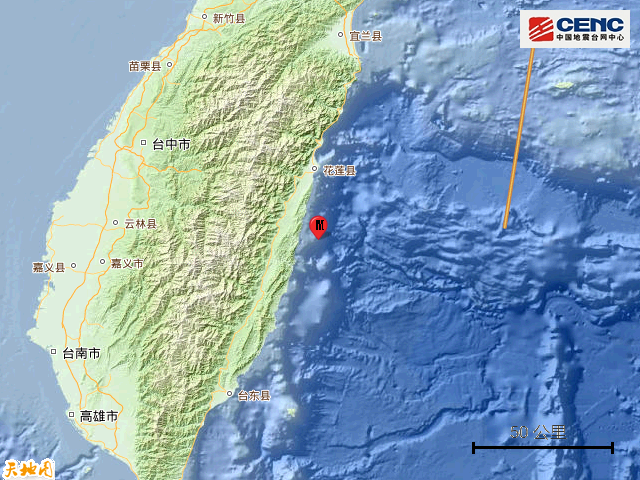 新竹县
CENC
中国地震台网中心
宜兰县
苗栗县
台中市
花莲县
云林县
M
嘉义县
嘉义市
台南市
台东县
高雄市
50 公里
天地图